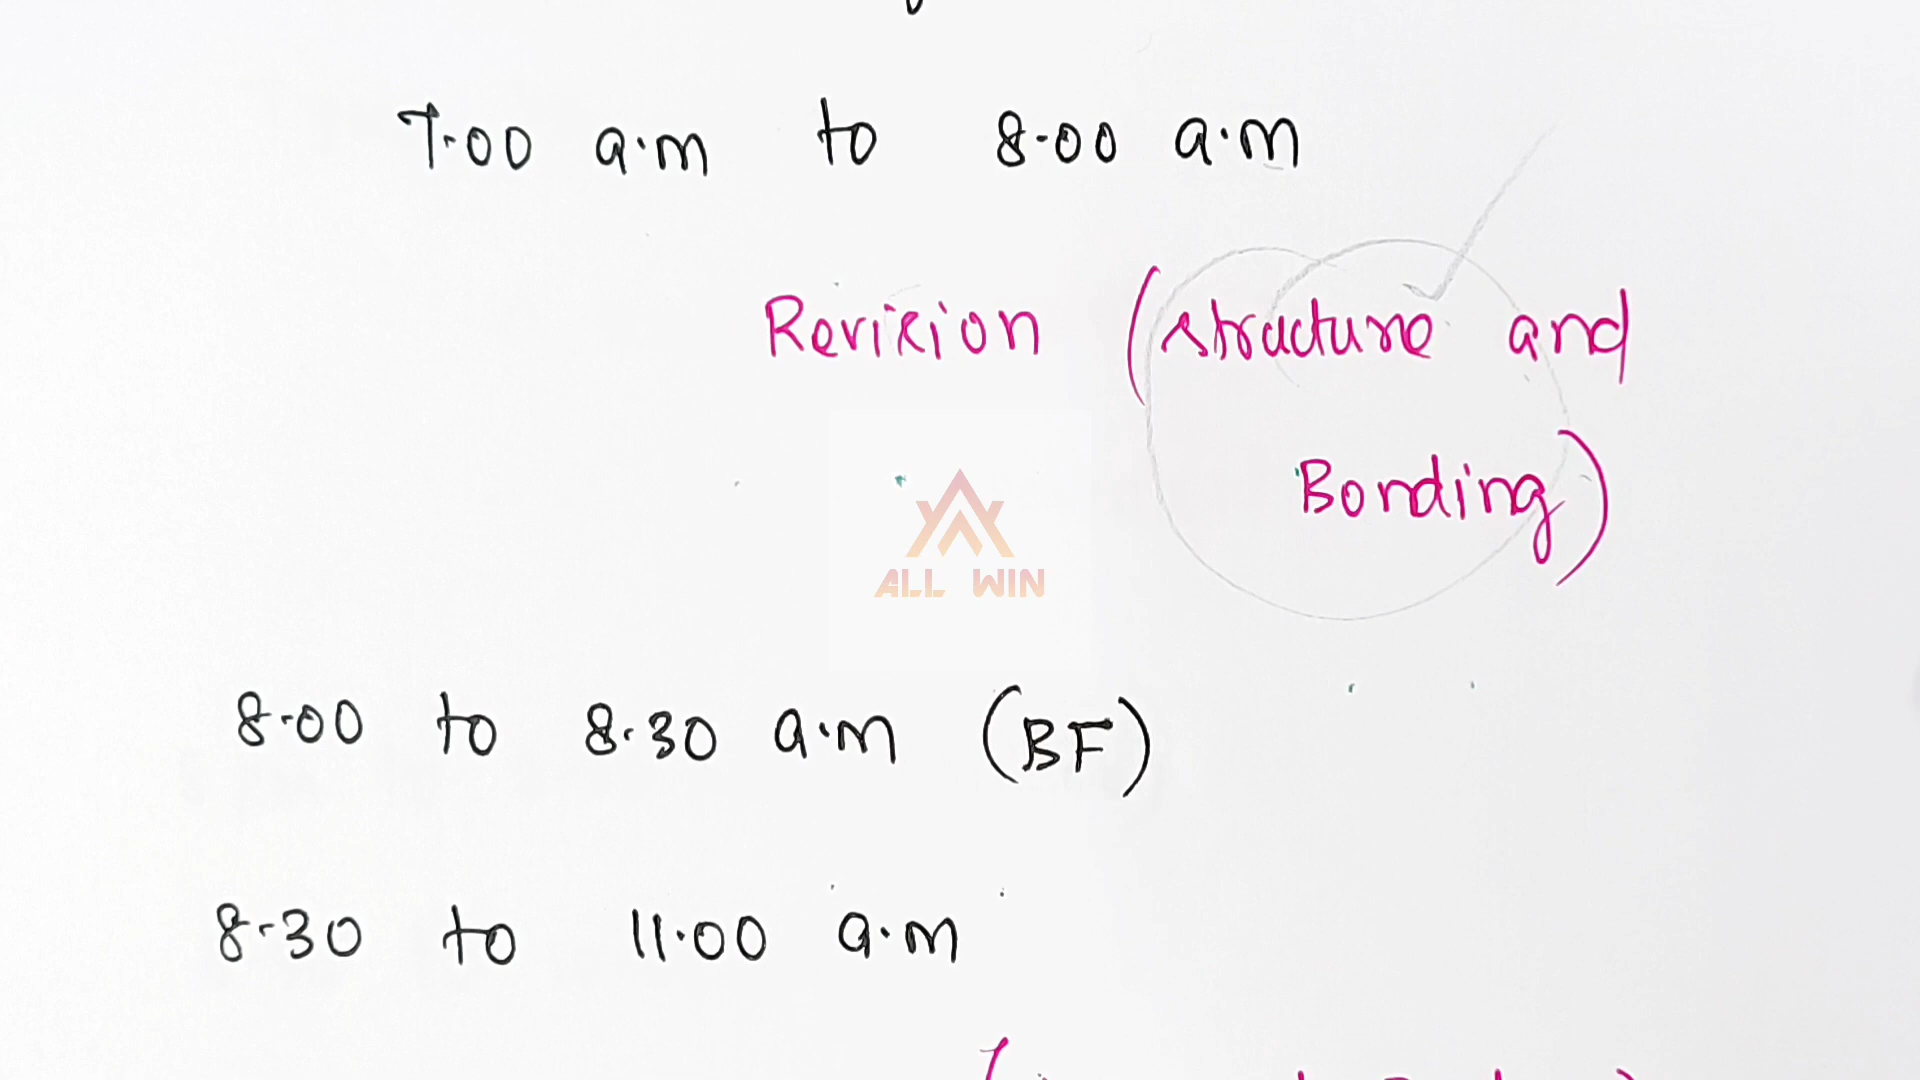 7.00 a.m to 8.00 a.m
Revision (structure and
Bonding)
ALL WIN
8.00 to 8.30 a.m (BF)
8.30 to 11.00 a.m